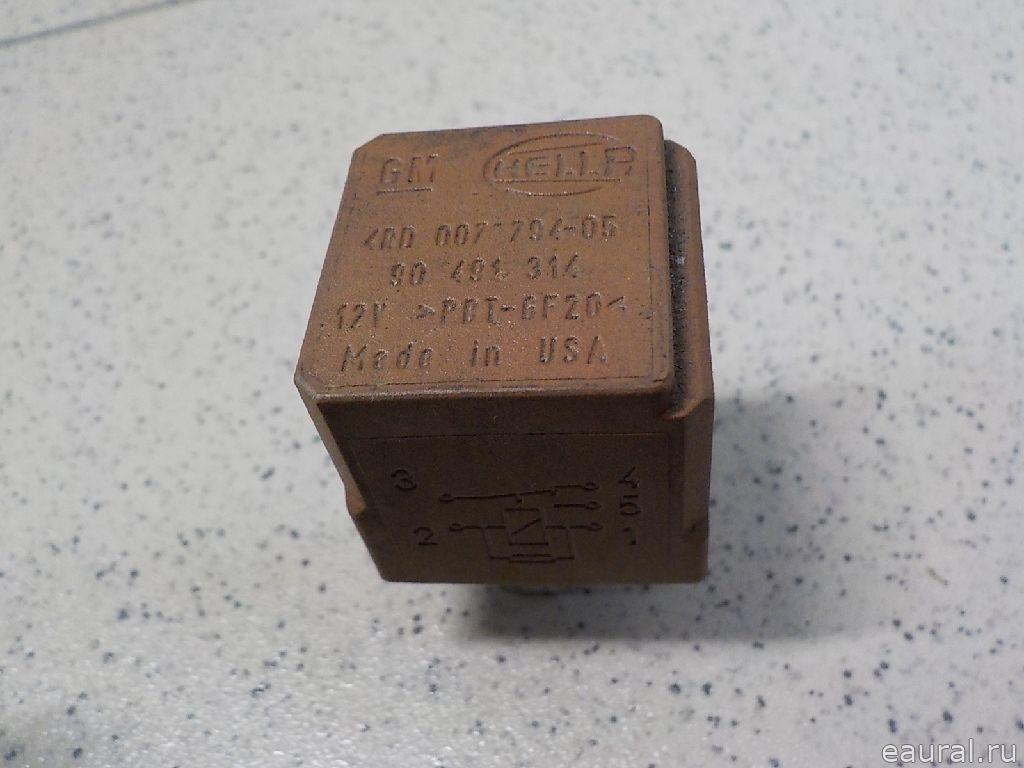 GM HELLA
4RD 007 794-05
90 491 314
12V >PBT-GF20<
Made in USA
3 4
5
2 1
eaural.ru